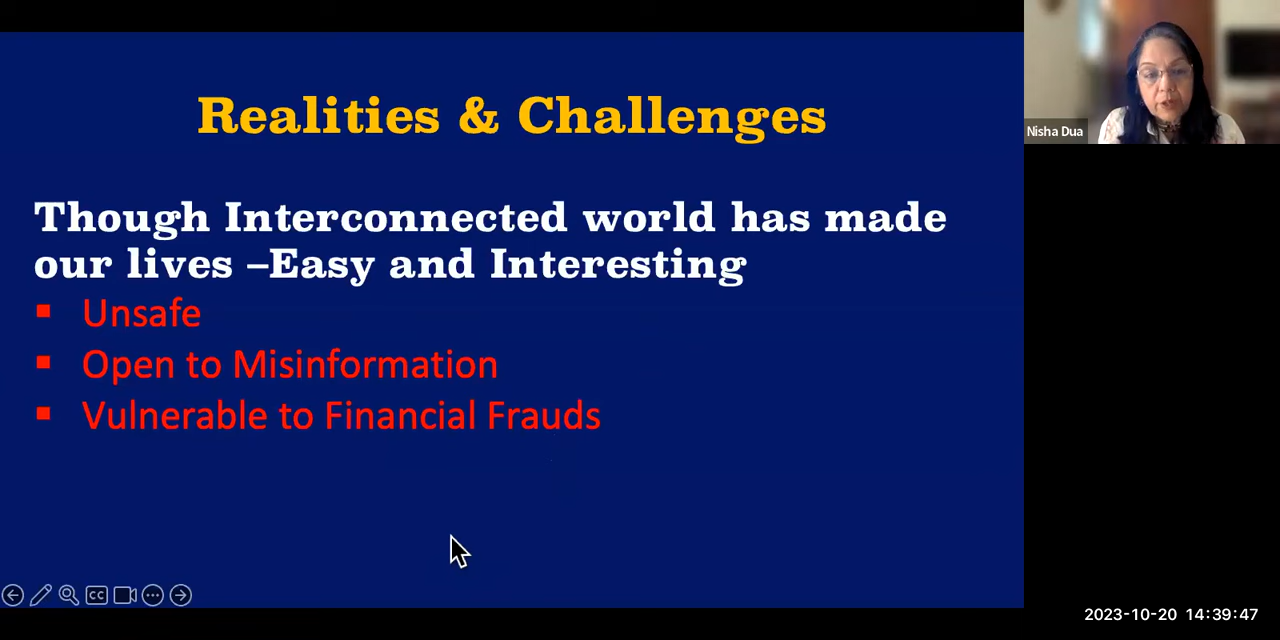 Realities & Challenges
Though Interconnected world has made
our lives –Easy and Interesting
▪ Unsafe
▪ Open to Misinformation
▪ Vulnerable to Financial Frauds
CC
Nisha Dua
2023-10-20 14:39:47